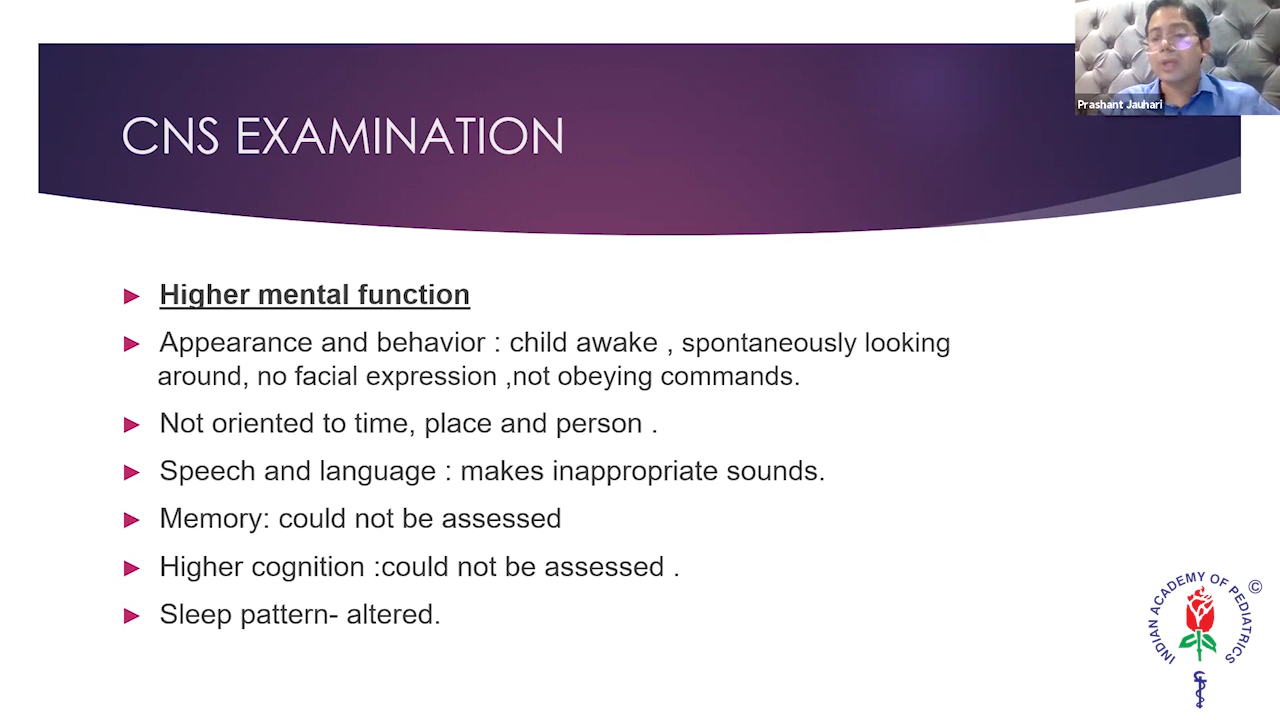 Prashant Jauhari
CNS EXAMINATION
Higher mental function
Appearance and behavior : child awake , spontaneously looking
around, no facial expression ,not obeying commands.
Not oriented to time, place and person .
Speech and language : makes inappropriate sounds.
Memory: could not be assessed
Higher cognition :could not be assessed .
Sleep pattern- altered.
INDIAN ACADEMY OF PEDIATRICS
©